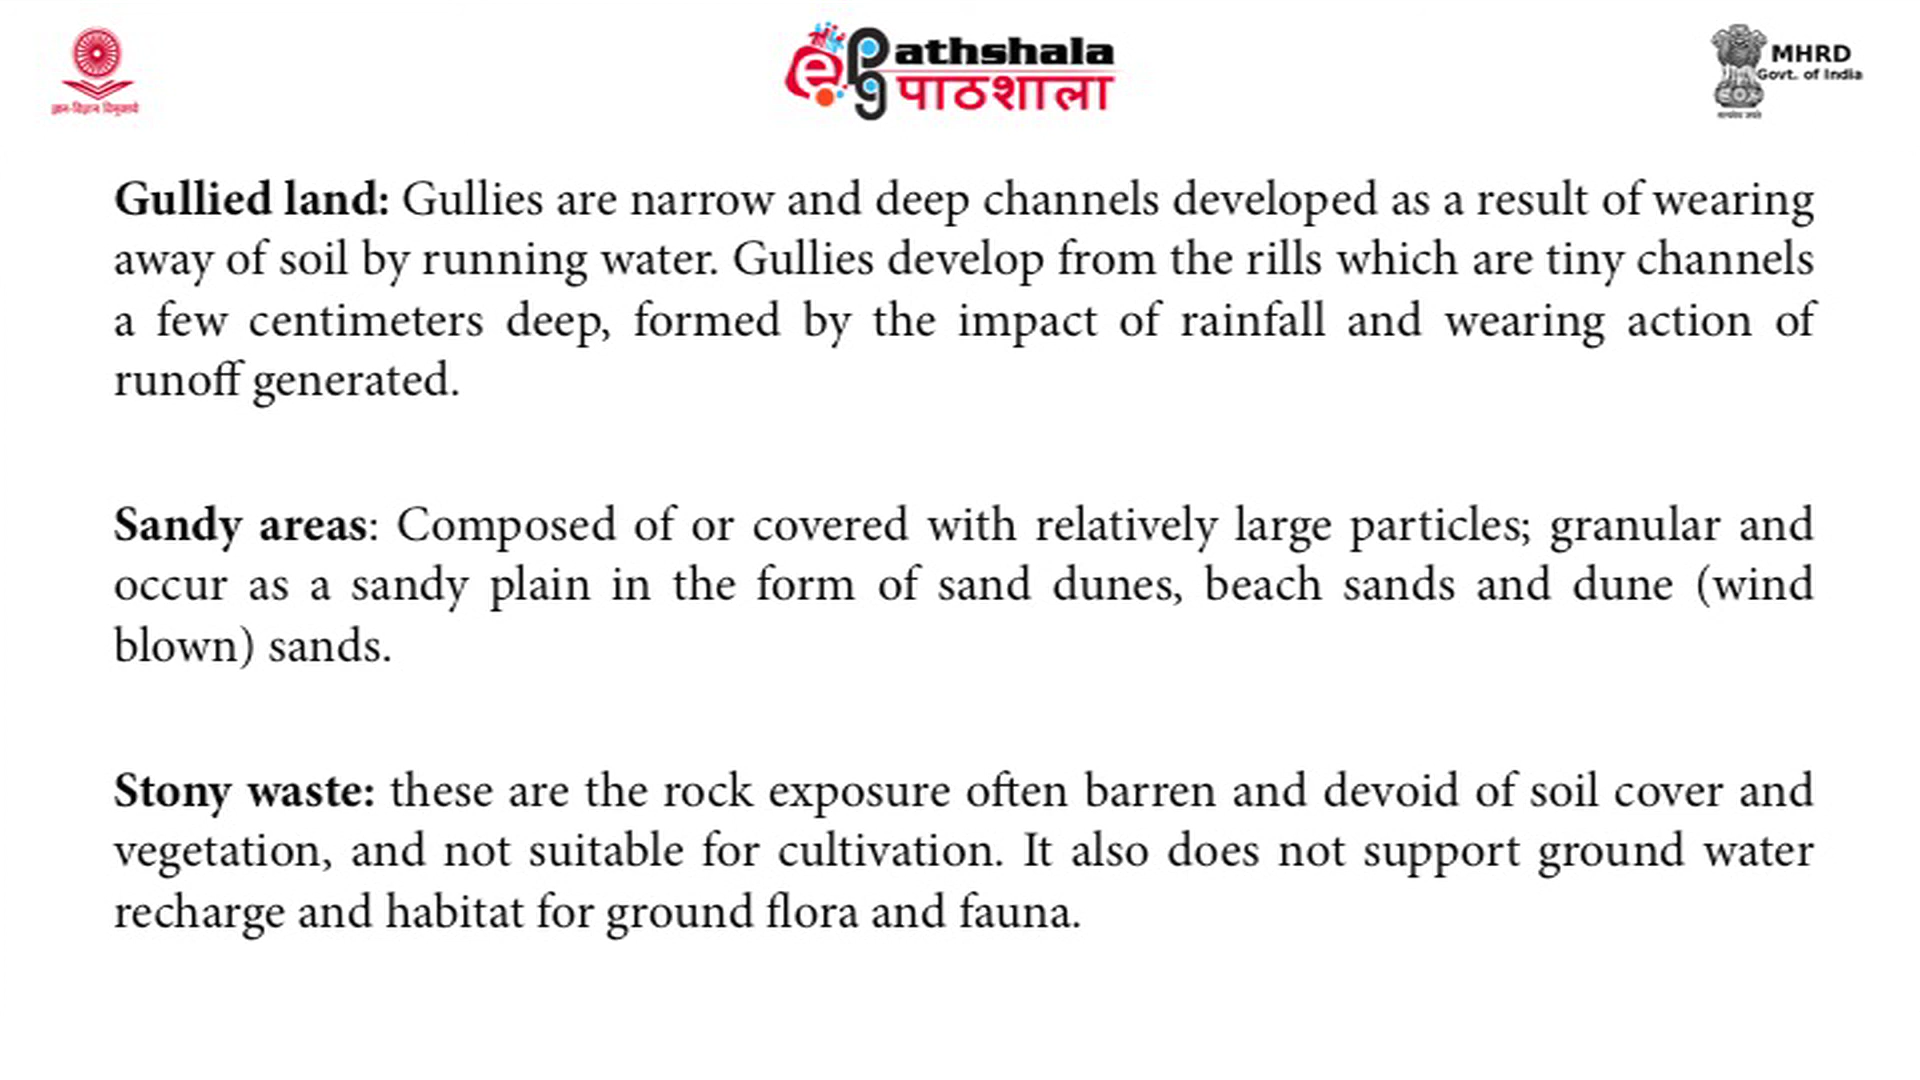 ज्ञान-विज्ञान विमुक्तये
e pg athshala
पाठशाला
MHRD
Govt. of India
सत्यमेव जयते
Gullied land: Gullies are narrow and deep channels developed as a result of wearing
away of soil by running water. Gullies develop from the rills which are tiny channels
a few centimeters deep, formed by the impact of rainfall and wearing action of
runoff generated.
Sandy areas: Composed of or covered with relatively large particles; granular and
occur as a sandy plain in the form of sand dunes, beach sands and dune (wind
blown) sands.
Stony waste: these are the rock exposure often barren and devoid of soil cover and
vegetation, and not suitable for cultivation. It also does not support ground water
recharge and habitat for ground flora and fauna.